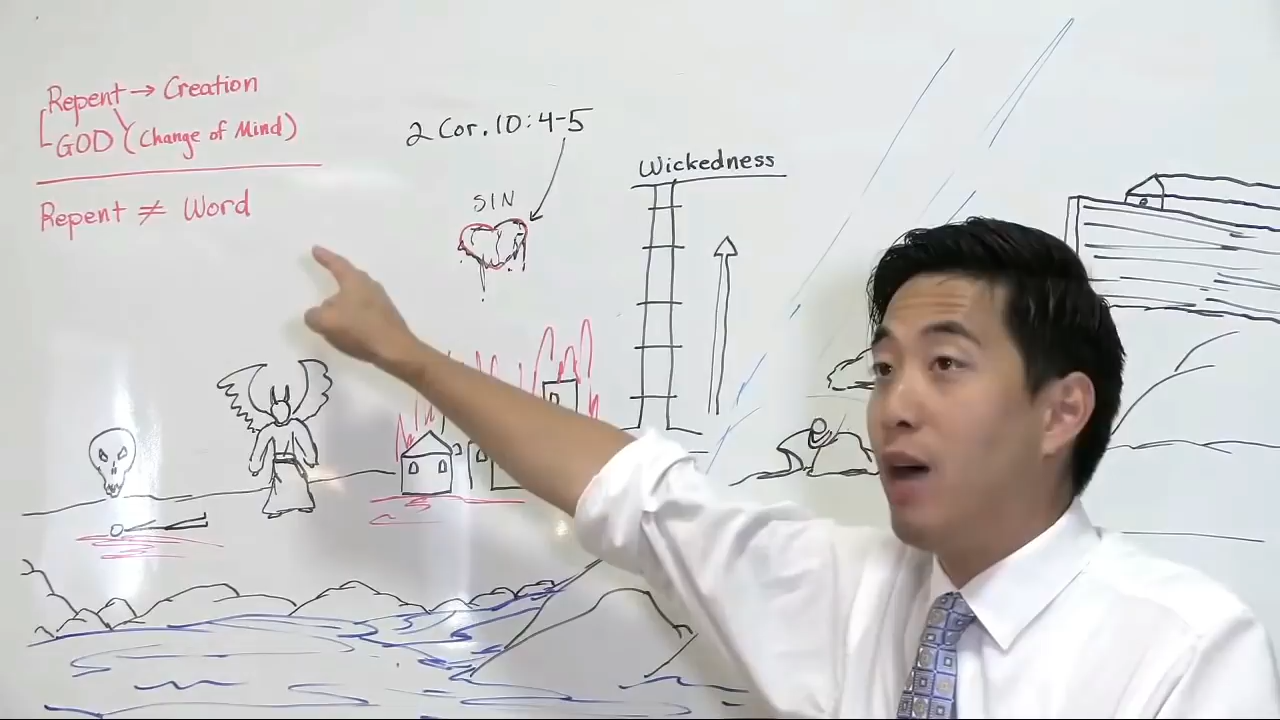 Repent → Creation
GOD (Change of Mind)
Repent ≠ Word
2 Cor. 10:4-5
SIN
Wickedness